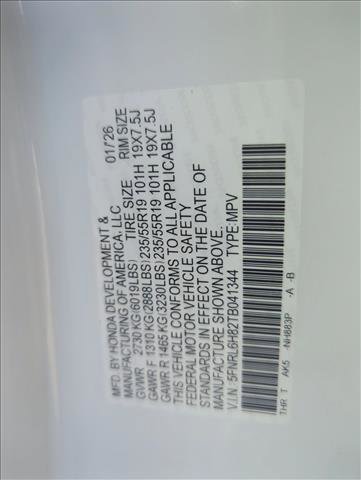 MFD. BY HONDA DEVELOPMENT &
MANUFACTURING OF AMERICA, LLC 01/26
GVWR 2730 KG(6019LBS) TIRE SIZE RIM SIZE
GAWR F 1310 KG(2888LBS)235/55R19 101H 19X7.5J
GAWR R 1465 KG(3230LBS)235/55R19 101H 19X7.5J
THIS VEHICLE CONFORMS TO ALL APPLICABLE
FEDERAL MOTOR VEHICLE SAFETY
STANDARDS IN EFFECT ON THE DATE OF
MANUFACTURE SHOWN ABOVE.
V.I.N.:5FNRL6H82TB041344 TYPE:MPV
THR T AK5 -NH883P -A -B